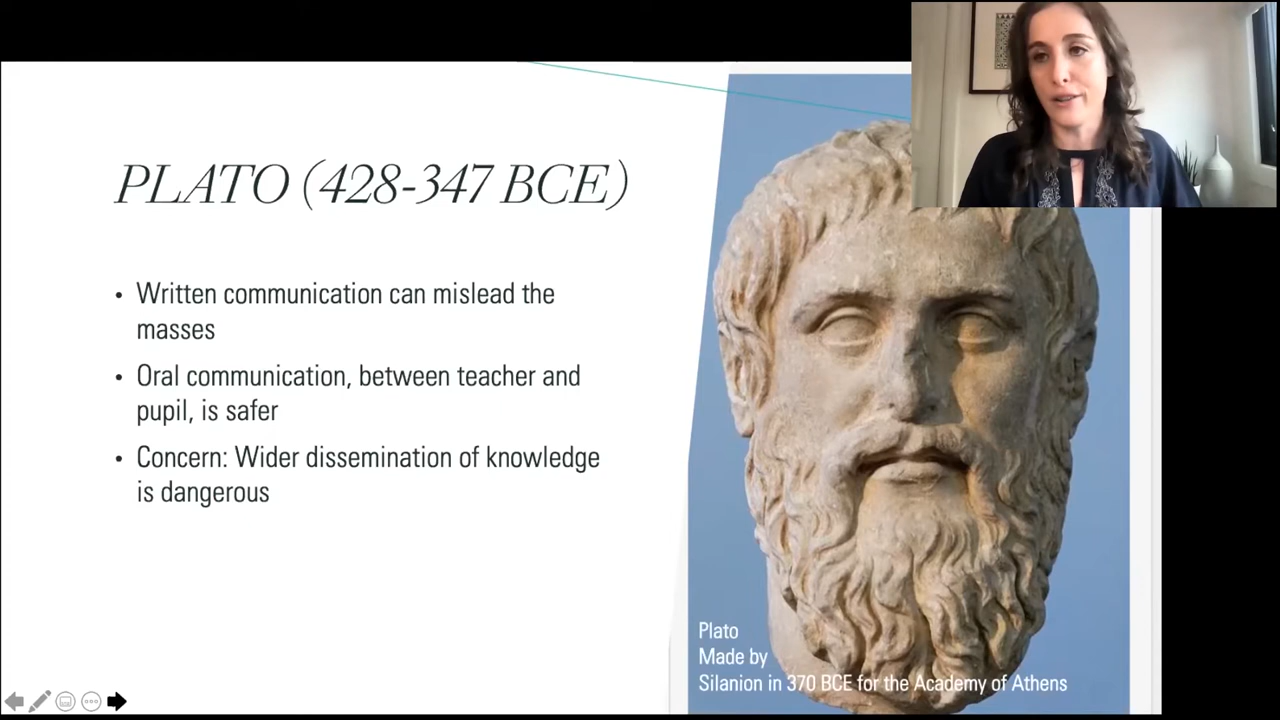 PLATO (428-347 BCE)
• Written communication can mislead the
masses
• Oral communication, between teacher and
pupil, is safer
• Concern: Wider dissemination of knowledge
is dangerous
Plato
Made by
Silanion in 370 BCE for the Academy of Athens